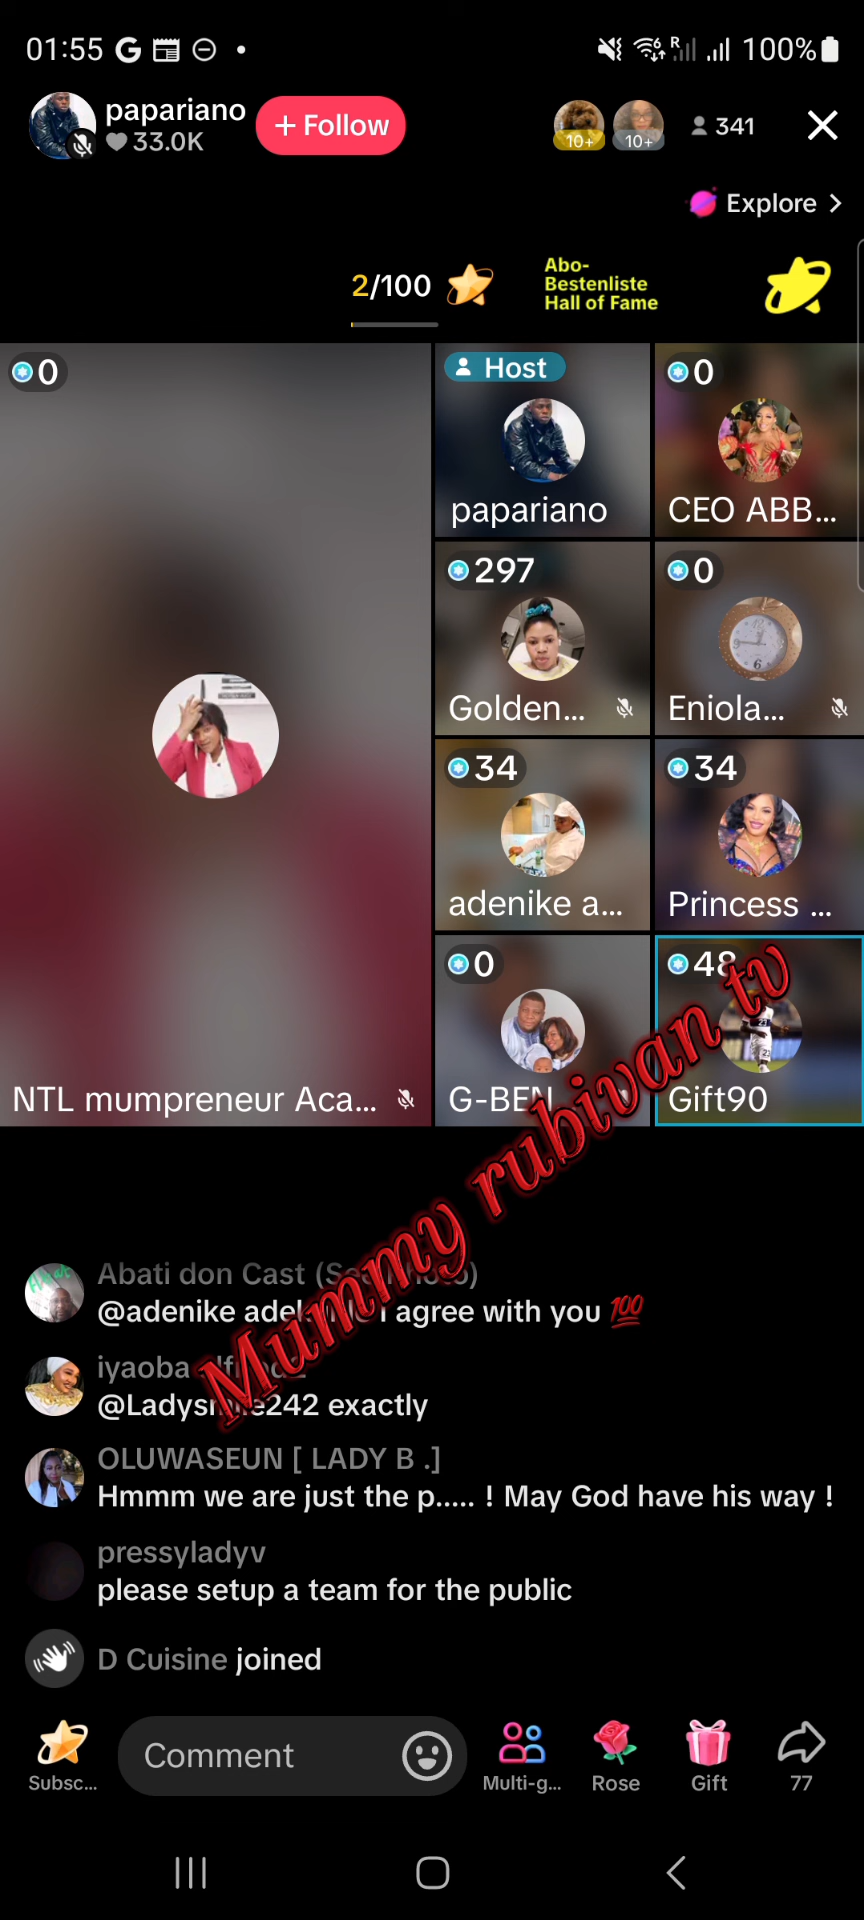 01:55 G
R 100%
papariano
33.0K
+ Follow
10+ 10+
341
Explore >
2/100
Abo-
Bestenliste
Hall of Fame
0
Host
papariano
0
CEO ABB...
297
Golden...
0
Eniola...
34
adenike a...
34
Princess ...
0
G-BEN
48
Gift90
NTL mumpreneur Aca...
Mummy rubivan tv
Abati don Cast
@adenike I agree with you 💯
iyaoba
exactly
OLUWASEUN [ LADY B .]
Hmmm we are just the p..... ! May God have his way !
pressyladyv
please setup a team for the public
D Cuisine joined
Comment
Subsc...
Multi-g...
Rose
Gift
77